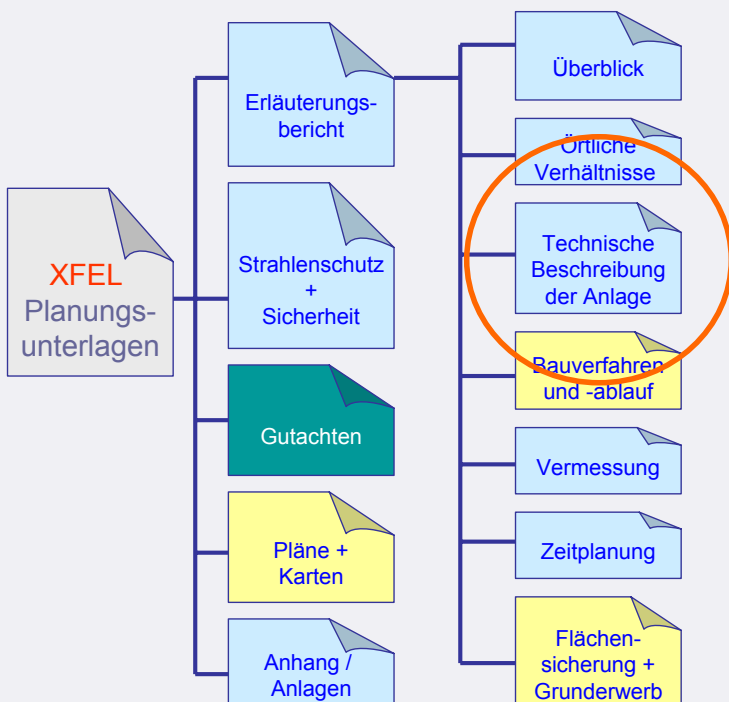 XFEL
Planungs-
unterlagen
Erläuterungs-
bericht
Strahlenschutz
+
Sicherheit
Gutachten
Pläne +
Karten
Anhang /
Anlagen
Überblick
Örtliche
Verhältnisse
Technische
Beschreibung
der Anlage
Bauverfahren
und -ablauf
Vermessung
Zeitplanung
Flächen-
sicherung +
Grunderwerb